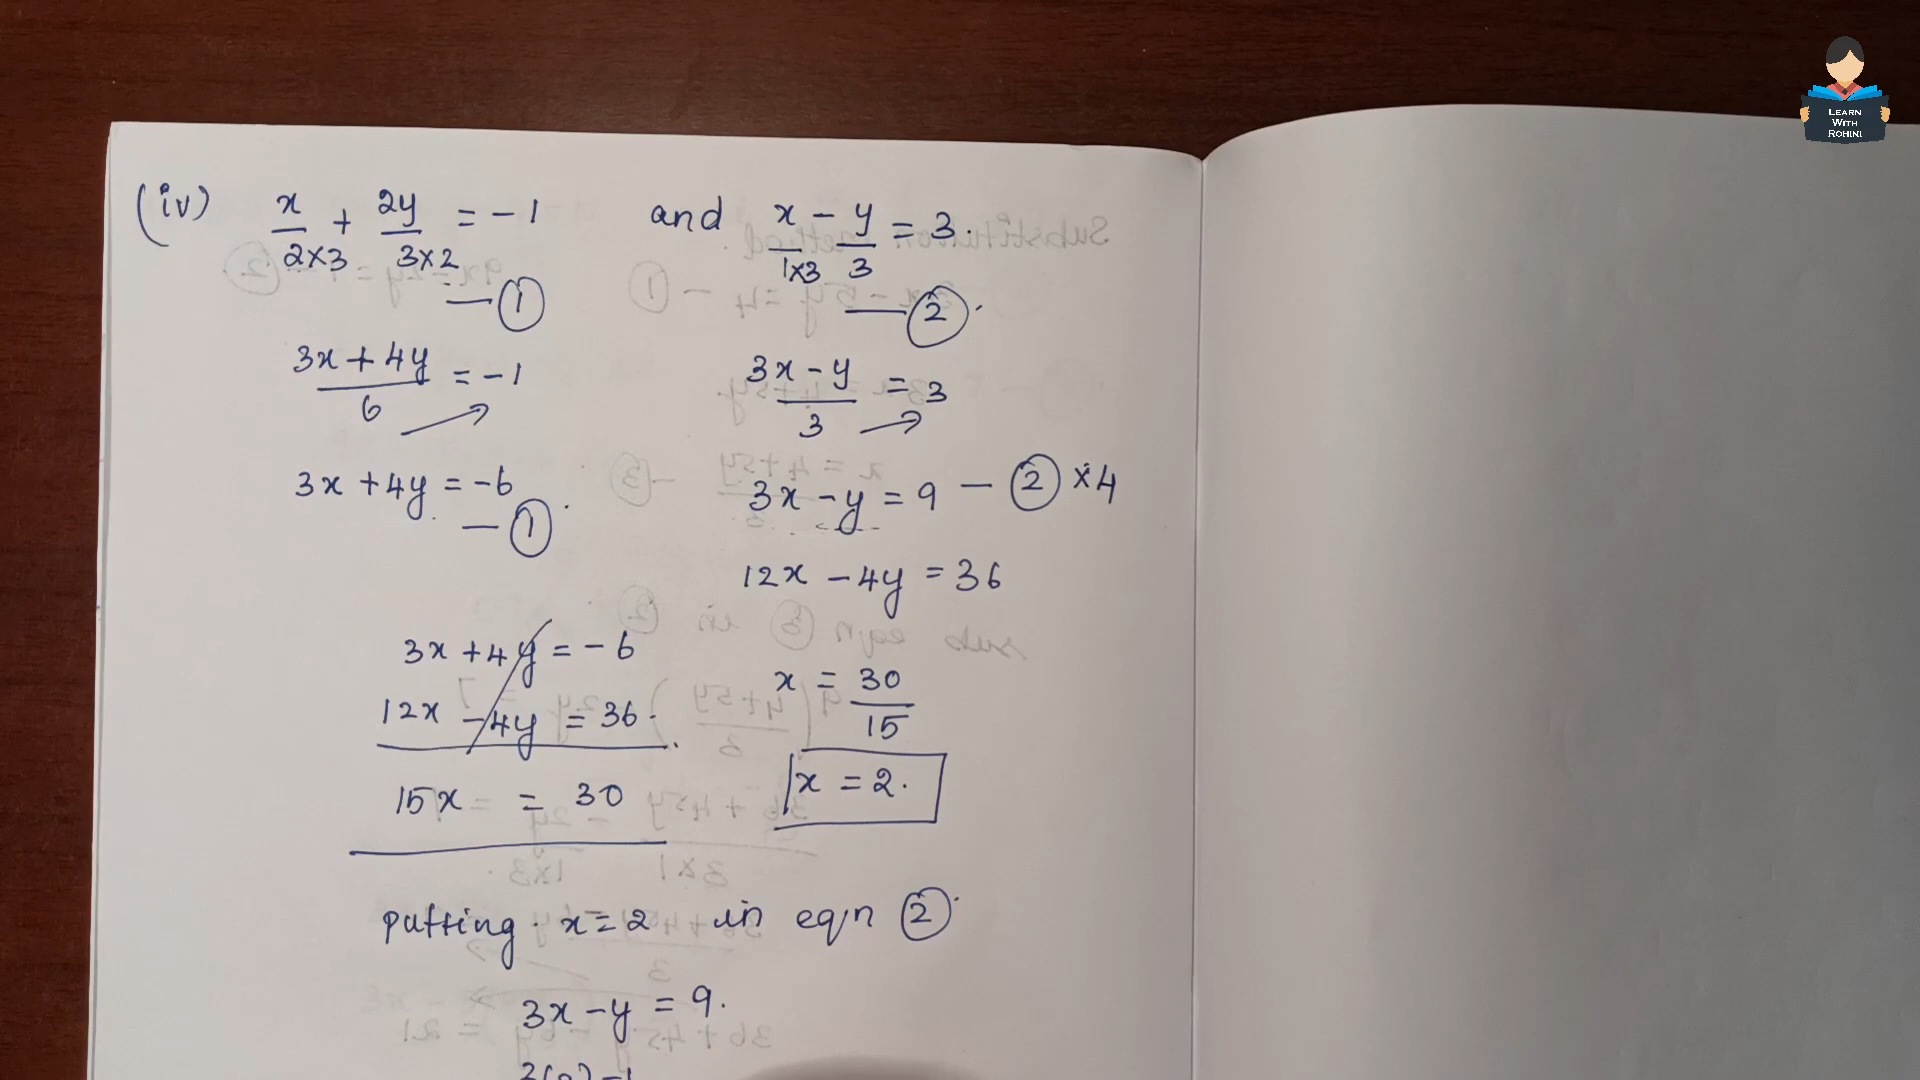 (iv) x/2×3 + 2y/3×2 = -1 and x/1×3 - y/3 = 3.
— ① — ②
3x + 4y / 6 = -1 3x - y / 3 = 3
3x + 4y = -6 — ① 3x - y = 9 — ② ×4
12x - 4y = 36
3x + 4y = -6
12x - 4y = 36.
15x = 30
x = 30/15
x = 2.
putting x = 2 in eqn ②
3x - y = 9.
LEARN
WITH
ROHINI